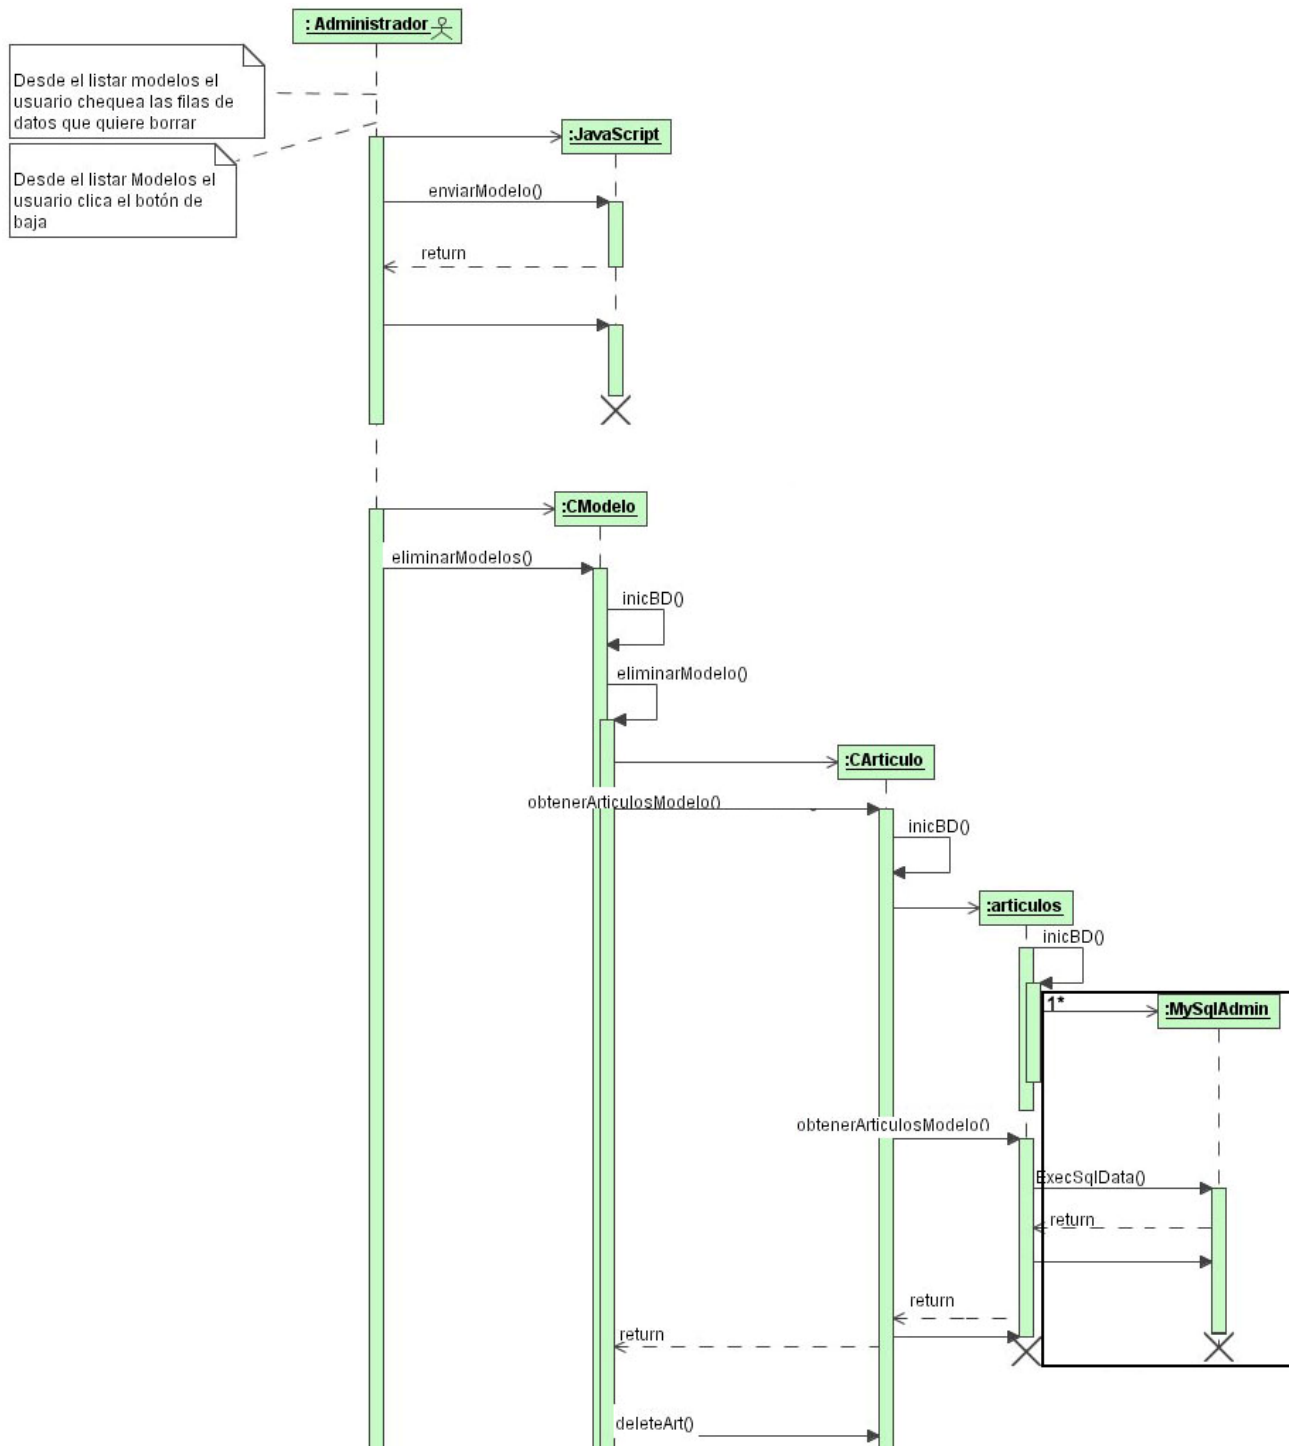 : Administrador
Desde el listar modelos el
usuario chequea las filas de
datos que quiere borrar
Desde el listar Modelos el
usuario clica el botón de
baja
:JavaScript
enviarModelo()
return
:CModelo
eliminarModelos()
inicBD()
eliminarModelo()
:CArticulo
obtenerArticulosModelo()
inicBD()
:articulos
inicBD()
1*
:MySqlAdmin
obtenerArticulosModelo()
ExecSqlData()
return
return
return
deleteArt()